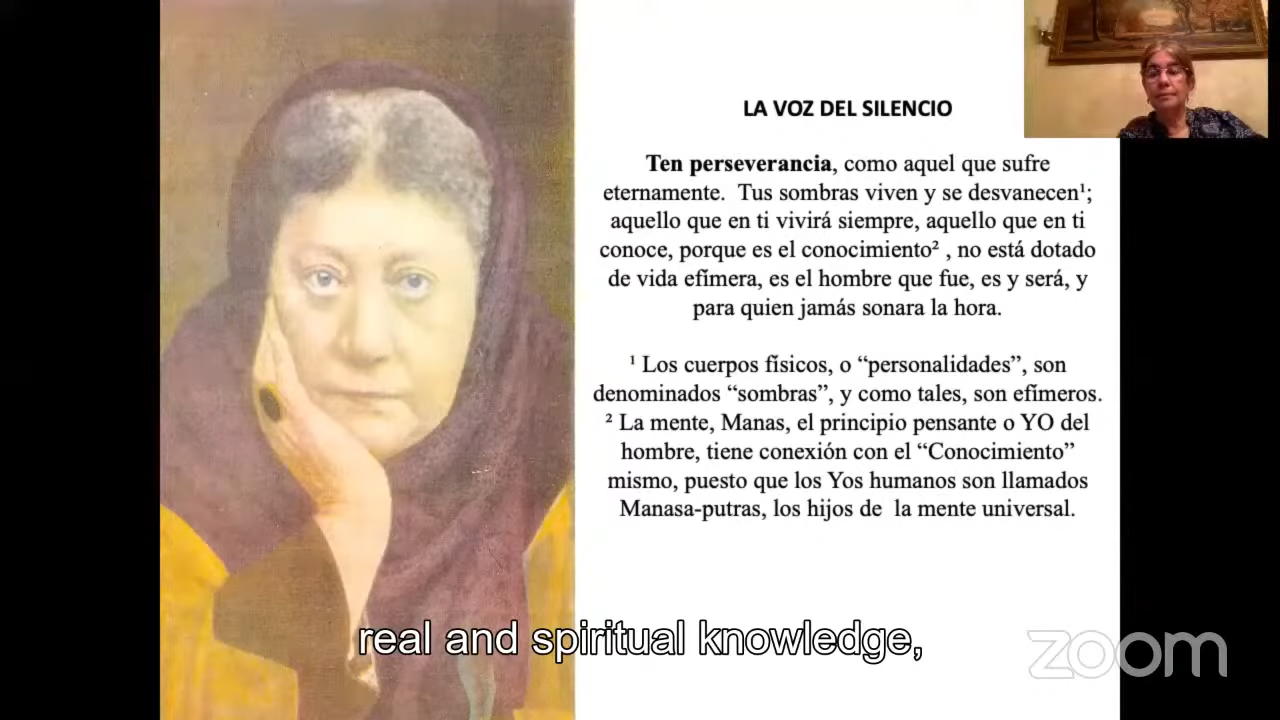 LA VOZ DEL SILENCIO
Ten perseverancia, como aquel que sufre
eternamente. Tus sombras viven y se desvanecen¹;
aquello que en ti vivirá siempre, aquello que en ti
conoce, porque es el conocimiento² , no está dotado
de vida efímera, es el hombre que fue, es y será, y
para quien jamás sonara la hora.
¹ Los cuerpos físicos, o “personalidades”, son
denominados “sombras”, y como tales, son efímeros.
² La mente, Manas, el principio pensante o YO del
hombre, tiene conexión con el “Conocimiento”
mismo, puesto que los Yos humanos son llamados
Manasa-putras, los hijos de la mente universal.
real and spiritual knowledge,
zoom